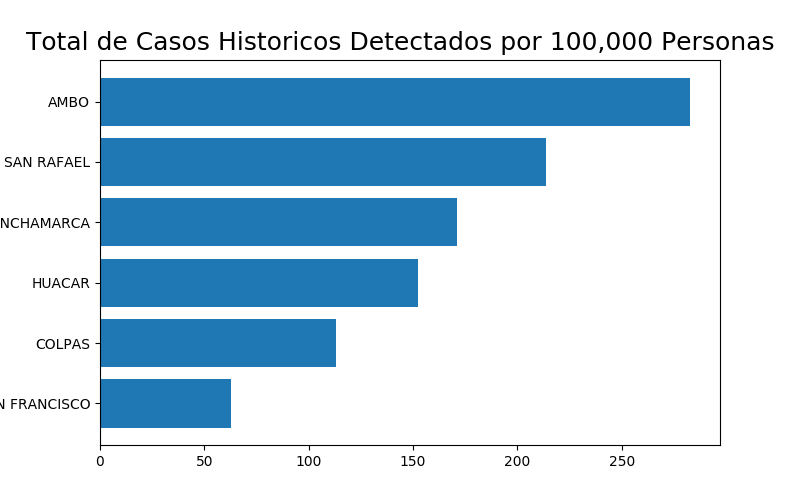 Total de Casos Historicos Detectados por 100,000 Personas
AMBO
SAN RAFAEL
NCHAMARCA
HUACAR
COLPAS
N FRANCISCO
0 50 100 150 200 250